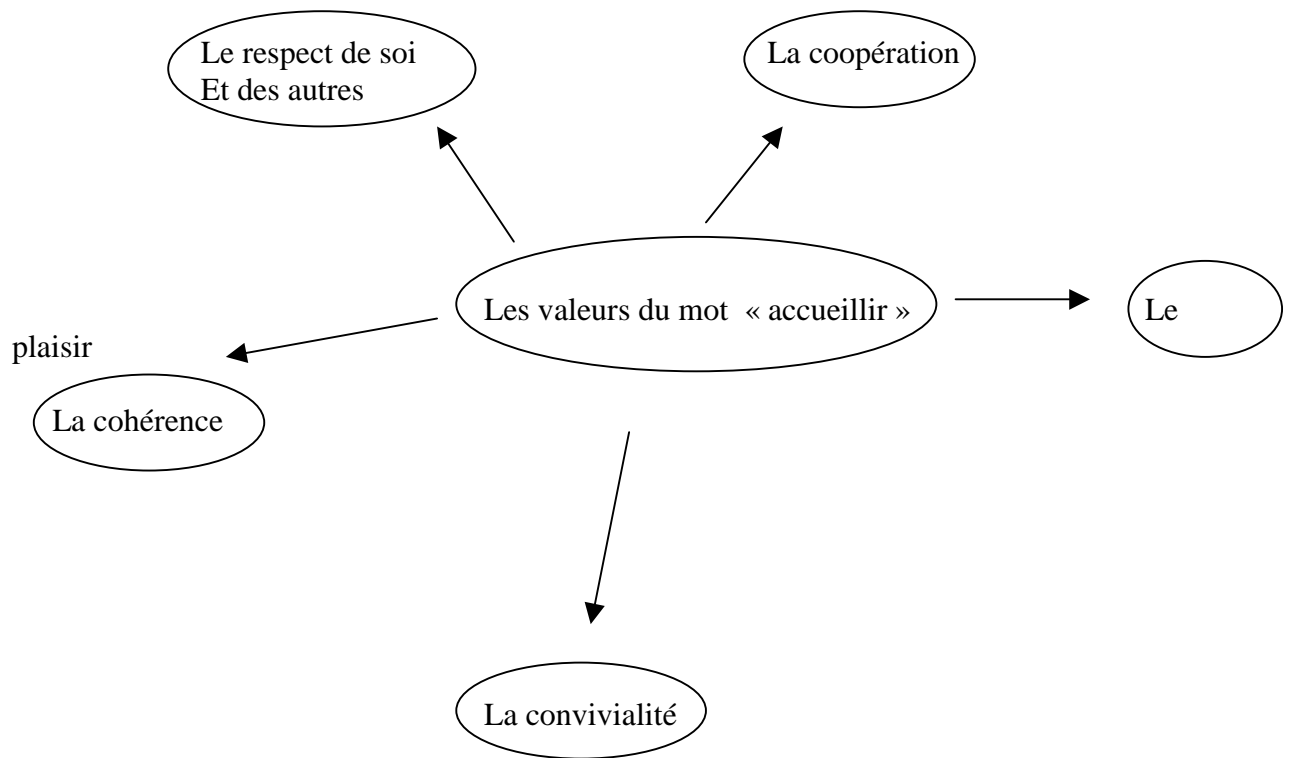 Le respect de soi
Et des autres
La coopération
Les valeurs du mot « accueillir »
Le
plaisir
La cohérence
La convivialité